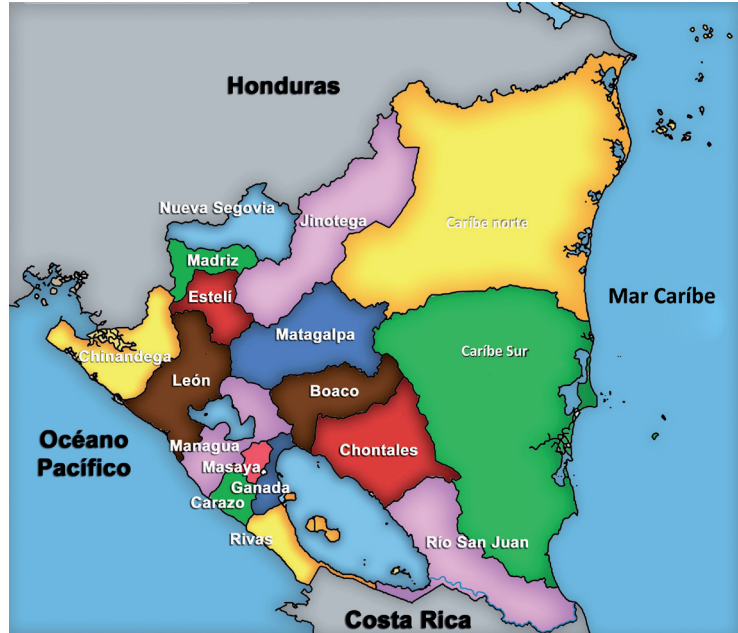 Honduras
Nueva Segovia
Jinotega
Caríbe norte
Madriz
Estelí
Mar Caríbe
Matagalpa
Chinandega
Caríbe Sur
León
Boaco
Océano
Pacífico
Managua
Chontales
Masaya
Ganada
Carazo
Rivas
Río San Juan
Costa Rica